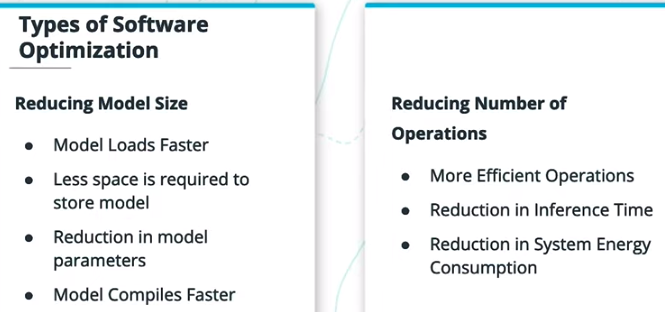 Types of Software
Optimization
Reducing Model Size
● Model Loads Faster
● Less space is required to
store model
● Reduction in model
parameters
● Model Compiles Faster
Reducing Number of
Operations
● More Efficient Operations
● Reduction in Inference Time
● Reduction in System Energy
Consumption